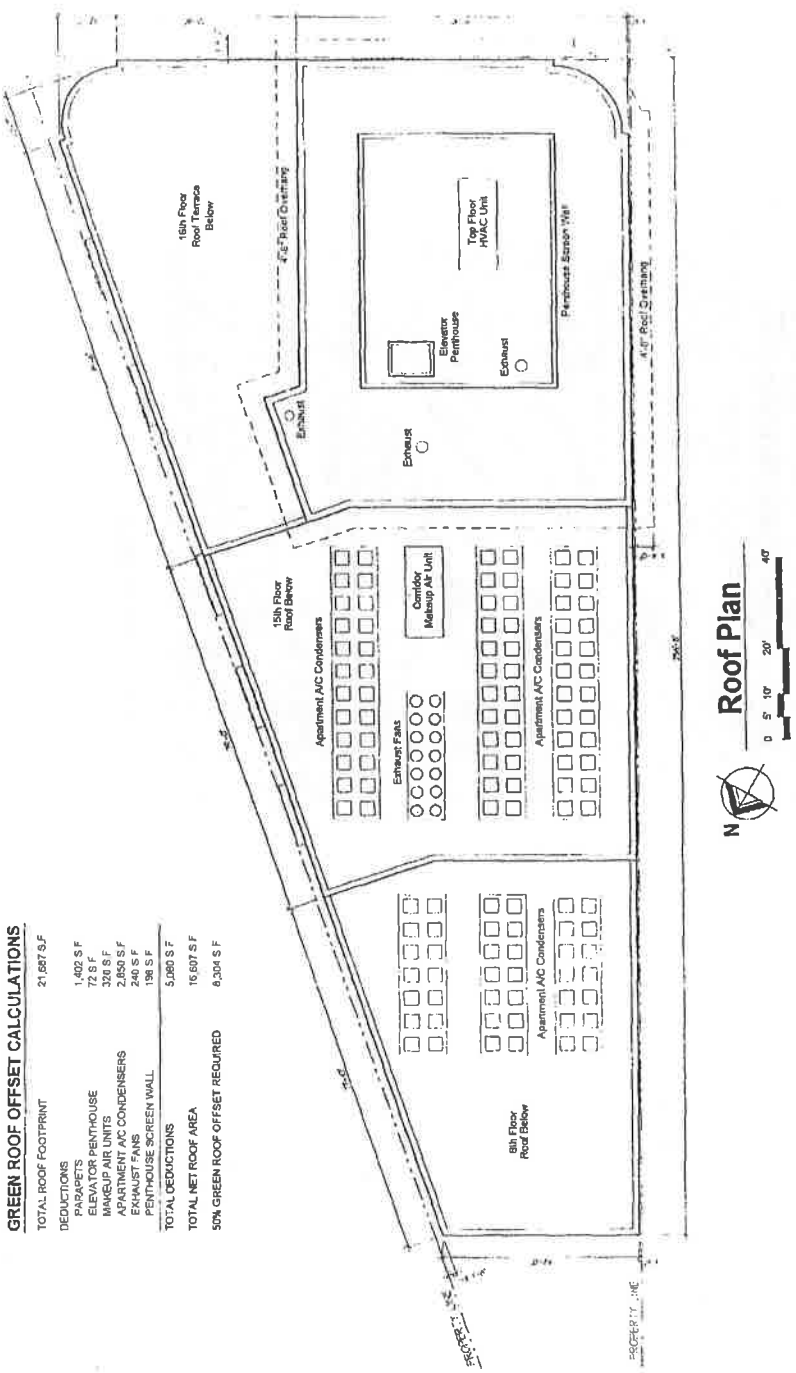 GREEN ROOF OFFSET CALCULATIONS
TOTAL ROOF FOOTPRINT 21,687 S.F
DEDUCTIONS
PARAPETS 1,402 S F
ELEVATOR PENTHOUSE 72 S F
MAKEUP AIR UNITS 320 S F
APARTMENT A/C CONDENSERS 2,850 S.F
EXHAUST FANS 240 S F
PENTHOUSE SCREEN WALL 196 S F
TOTAL DEDUCTIONS 5,080 S F
TOTAL NET ROOF AREA 16,607 S F
50% GREEN ROOF OFFSET REQUIRED 8,304 S F
16th Floor
Roof Terrace
Below
4'-6" Roof Overhang
Top Floor
HVAC Unit
Elevator
Penthouse
Exhaust
Penthouse Screen Wall
4'-6" Roof Overhang
Exhaust
Exhaust
15th Floor
Roof Below
Apartment A/C Condensers
Corridor
Makeup Air Unit
Exhaust Fans
Apartment A/C Condensers
Apartment A/C Condensers
8th Floor
Roof Below
PROPERTY LINE
PROPERTY LINE
N
Roof Plan
0 5' 10' 20' 40'